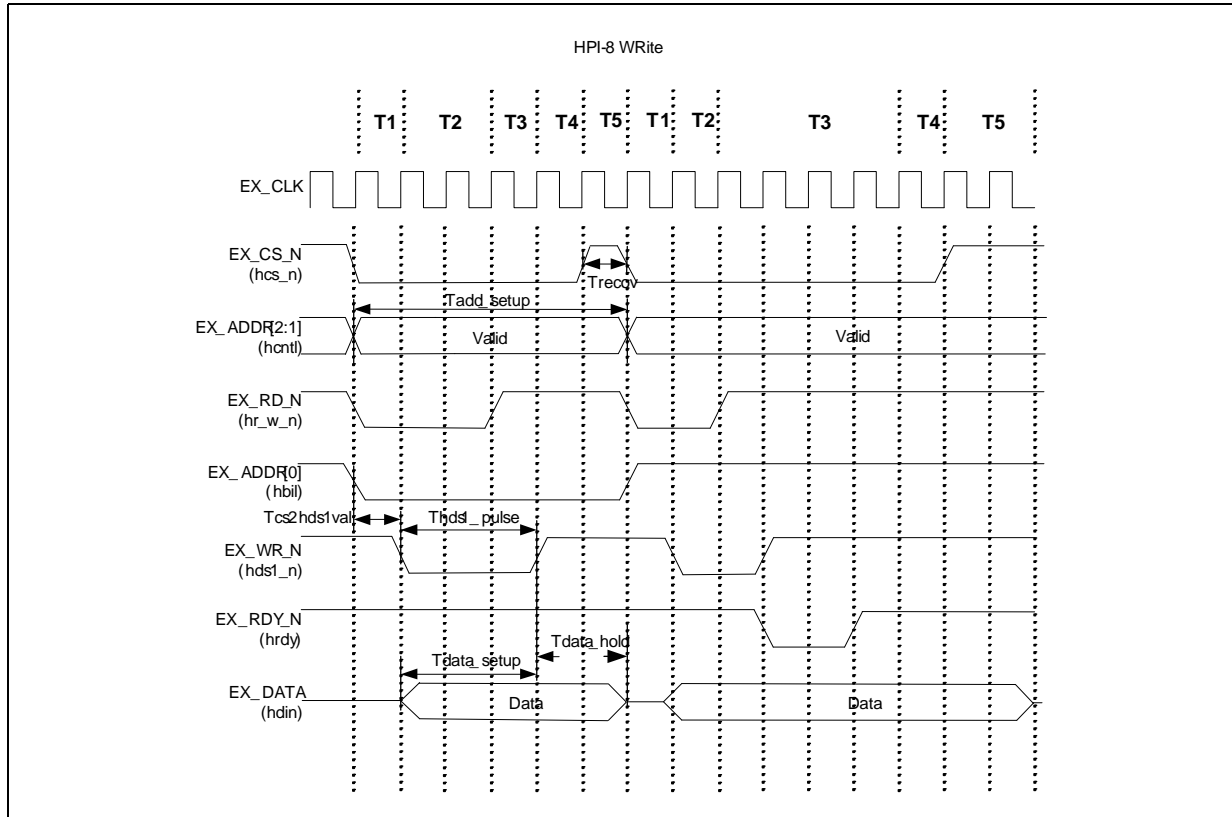 HPI-8 WRite
T1 T2 T3 T4 T5 T1 T2 T3 T4 T5
EX_CLK
EX_CS_N
(hcs_n)
Trecov
Tadd_setup
EX_ADDR[2:1]
(hcntl)
Valid Valid
EX_RD_N
(hr_w_n)
EX_ADDR[0]
(hbil)
Tcs2hds1val Thds1_pulse
EX_WR_N
(hds1_n)
EX_RDY_N
(hrdy)
Tdata_hold
Tdata_setup
EX_DATA
(hdin)
Data Data